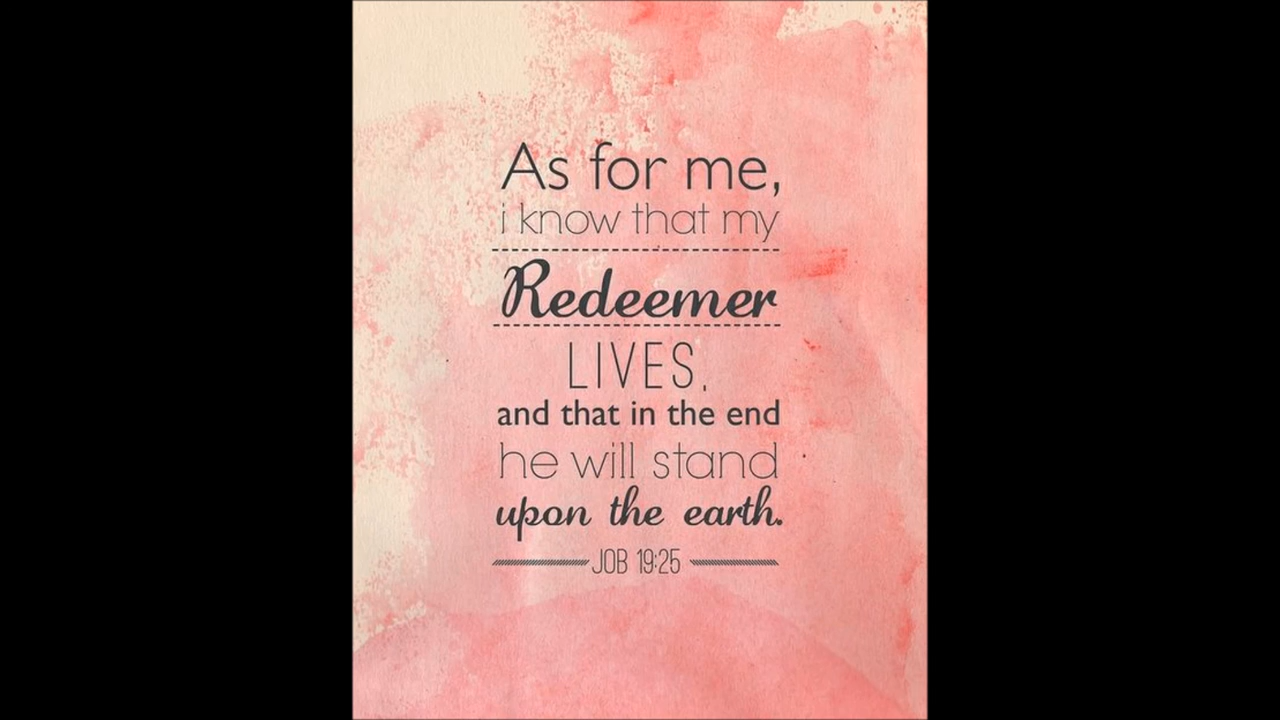 As for me,
i know that my
Redeemer
LIVES,
and that in the end
he will stand
upon the earth.
JOB 19:25